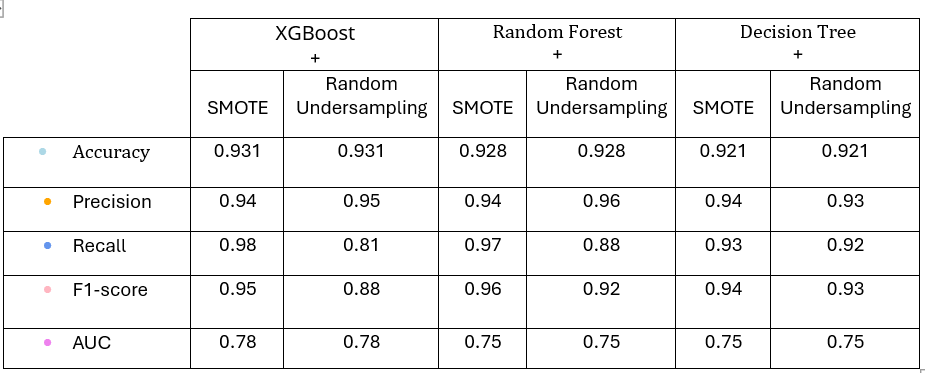 XGBoost
+
Random Forest
+
Decision Tree
+
SMOTE
Random
Undersampling
SMOTE
Random
Undersampling
SMOTE
Random
Undersampling
• Accuracy 0.931 0.931 0.928 0.928 0.921 0.921
• Precision 0.94 0.95 0.94 0.96 0.94 0.93
• Recall 0.98 0.81 0.97 0.88 0.93 0.92
• F1-score 0.95 0.88 0.96 0.92 0.94 0.93
• AUC 0.78 0.78 0.75 0.75 0.75 0.75